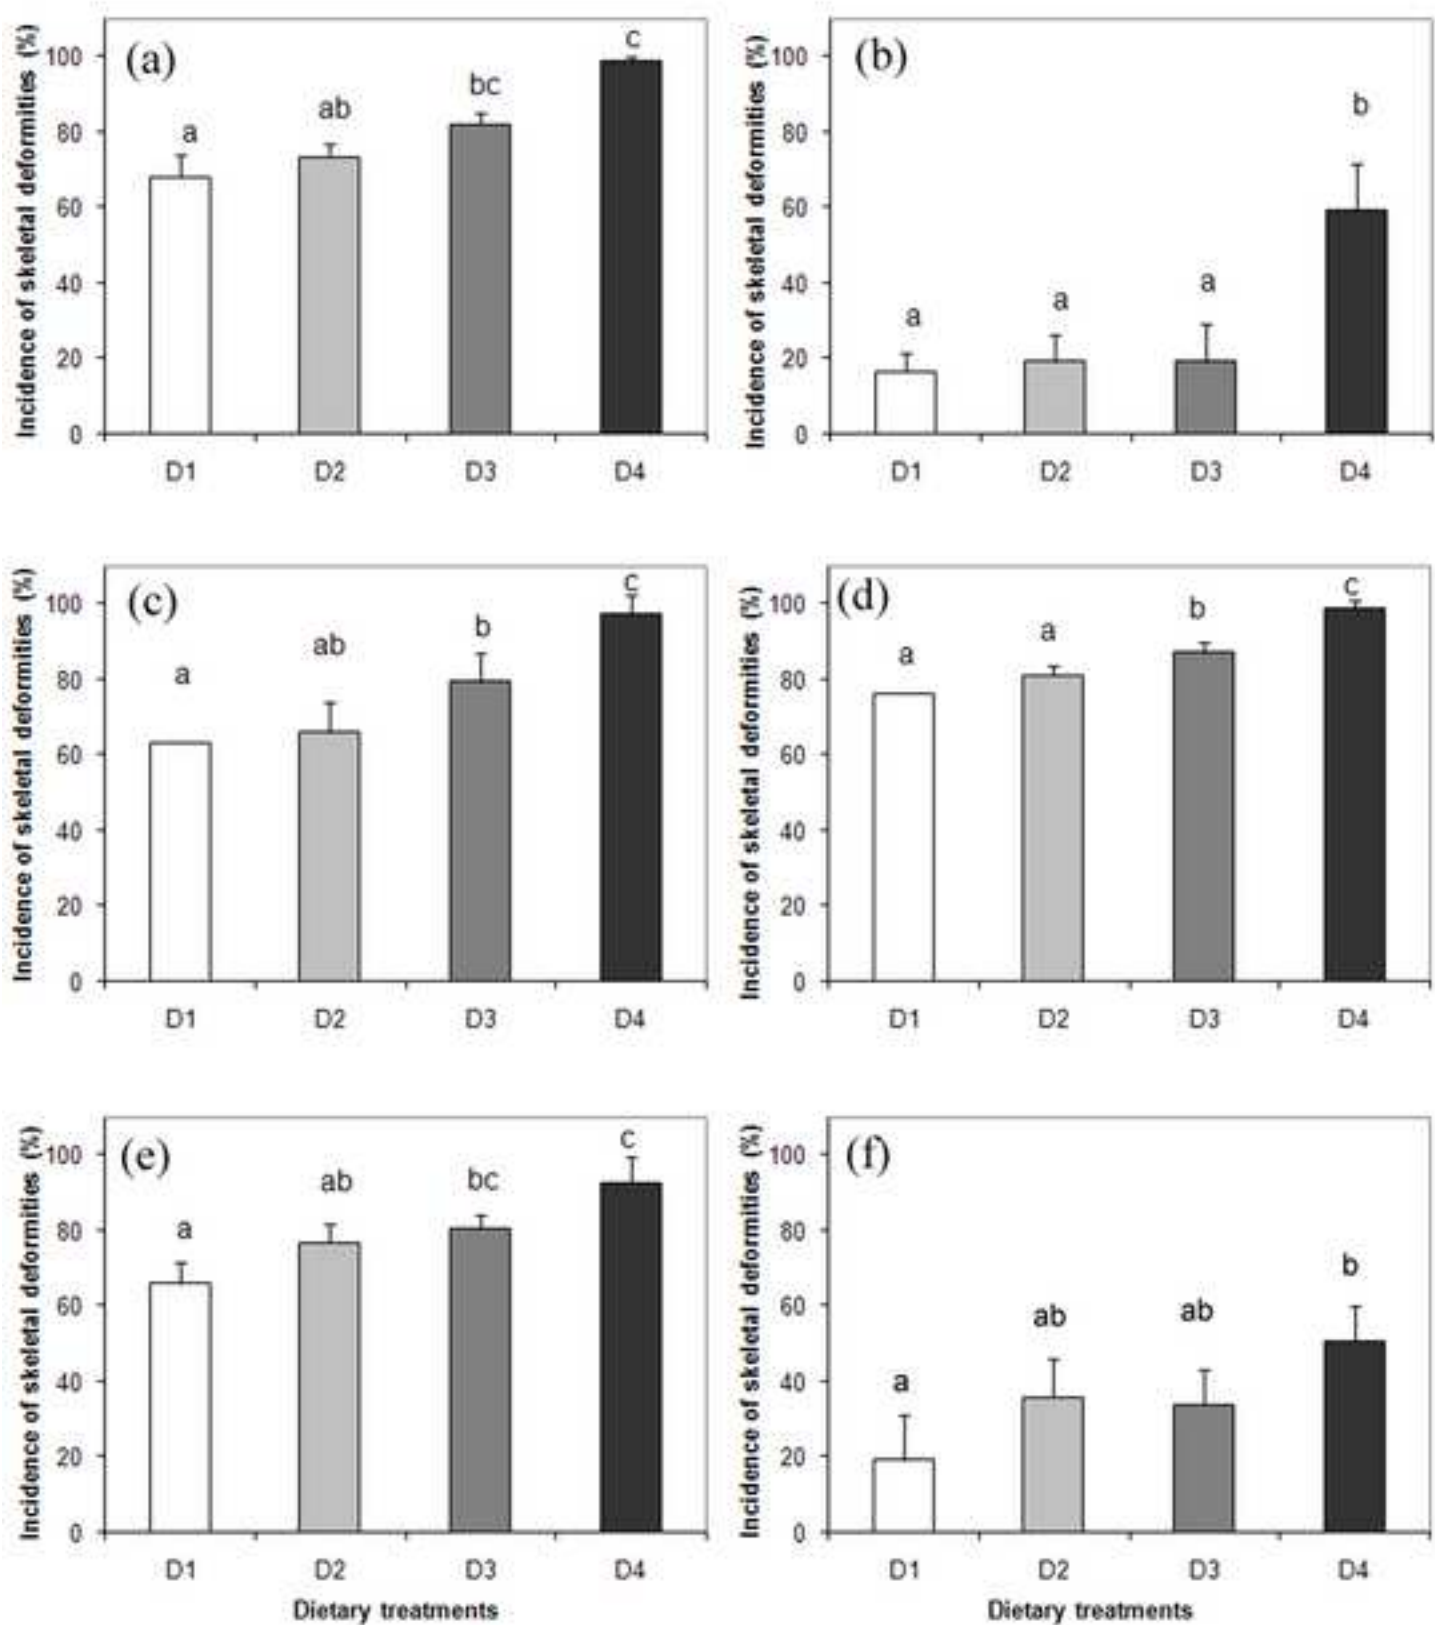 Incidence of skeletal deformities (%)
100
80
60
40
20
0
(a)
a
ab
bc
c
D1
D2
D3
D4
Incidence of skeletal deformities (%)
100
80
60
40
20
0
(b)
a
a
a
b
D1
D2
D3
D4
Incidence of skeletal deformities (%)
100
80
60
40
20
0
(c)
a
ab
b
c
D1
D2
D3
D4
Incidence of skeletal deformities (%)
100
80
60
40
20
0
(d)
a
a
b
c
D1
D2
D3
D4
Incidence of skeletal deformities (%)
100
80
60
40
20
0
(e)
a
ab
bc
c
D1
D2
D3
D4
Dietary treatments
Incidence of skeletal deformities (%)
100
80
60
40
20
0
(f)
a
ab
ab
b
D1
D2
D3
D4
Dietary treatments